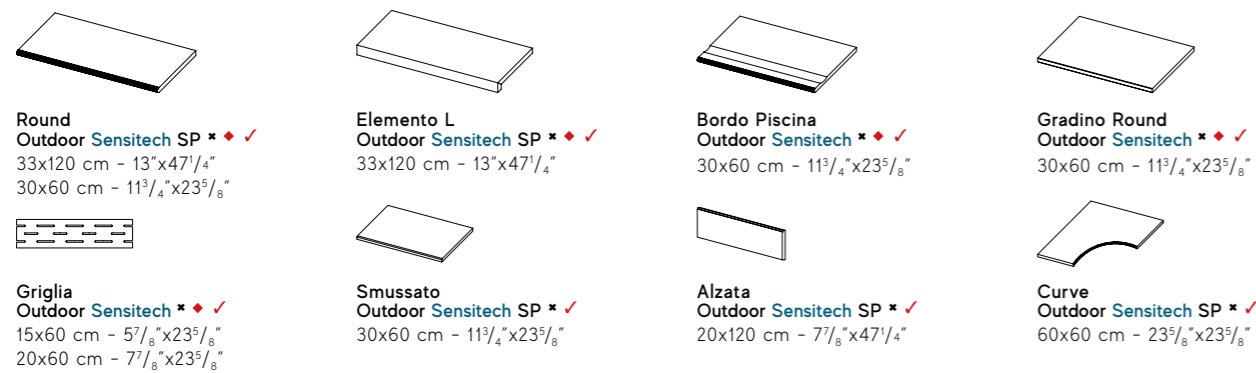 Round
Outdoor Sensitech SP ✖ ◆ ✓
33x120 cm - 13"x47¹/₄"
30x60 cm - 11³/₄"x23⁵/₈"
Elemento L
Outdoor Sensitech SP ✖ ◆ ✓
33x120 cm - 13"x47¹/₄"
Bordo Piscina
Outdoor Sensitech ✖ ◆ ✓
30x60 cm - 11³/₄"x23⁵/₈"
Gradino Round
Outdoor Sensitech ✖ ◆ ✓
30x60 cm - 11³/₄"x23⁵/₈"
Griglia
Outdoor Sensitech ✖ ◆ ✓
15x60 cm - 5⁷/₈"x23⁵/₈"
20x60 cm - 7⁷/₈"x23⁵/₈"
Smussato
Outdoor Sensitech SP ✖ ✓
30x60 cm - 11³/₄"x23⁵/₈"
Alzata
Outdoor Sensitech SP ✖ ✓
20x120 cm - 7⁷/₈"x47¹/₄"
Curve
Outdoor Sensitech SP ✖ ✓
60x60 cm - 23⁵/₈"x23⁵/₈"